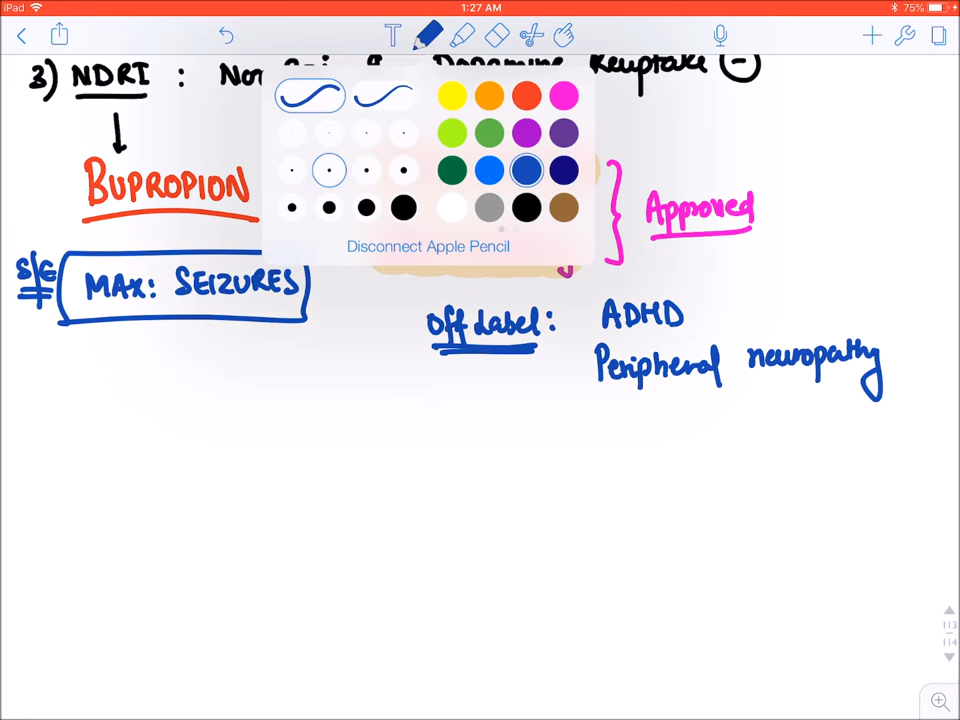 iPad 1:27 AM 75%
T
3) NDRI : Dopamine Reuptake
BUPROPION
Approved
Disconnect Apple Pencil
S/E MAX: SEIZURES
Off Label: ADHD
Peripheral neuropathy
113
114